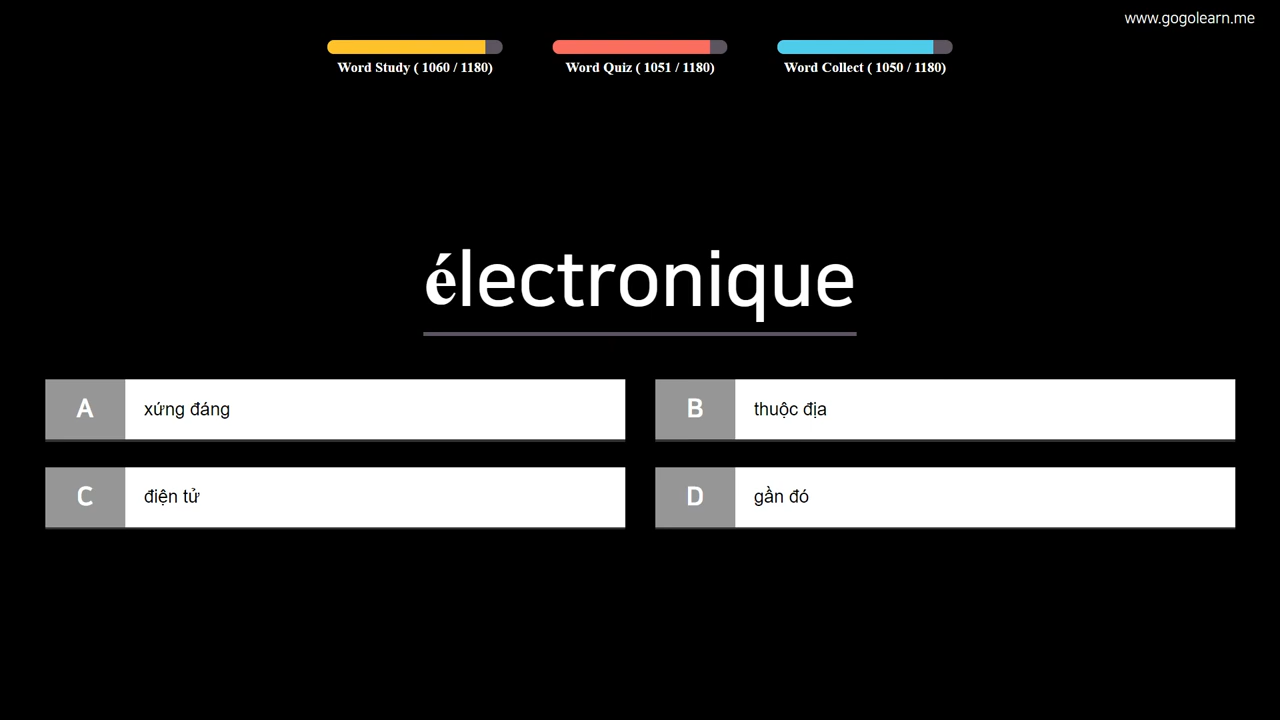 www.gogolearn.me
Word Study ( 1060 / 1180)
Word Quiz ( 1051 / 1180)
Word Collect ( 1050 / 1180)
électronique
A xứng đáng
B thuộc địa
C điện tử
D gần đó